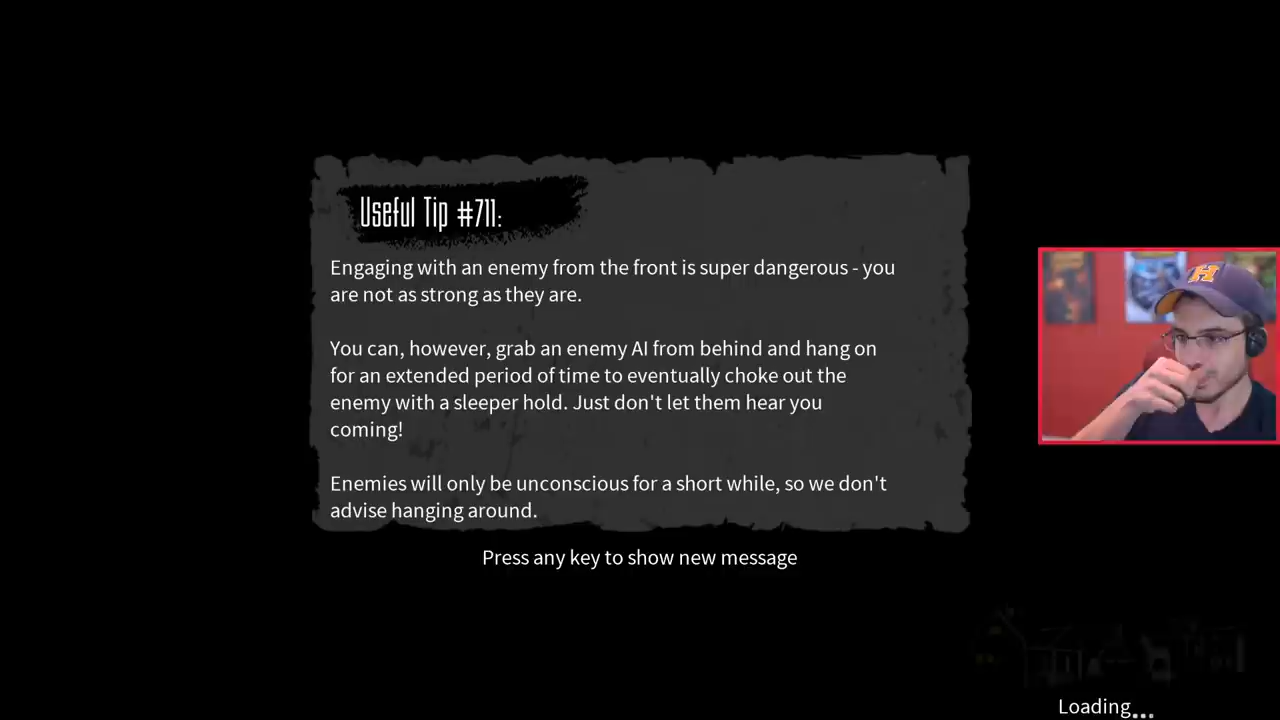 Useful Tip #711:
Engaging with an enemy from the front is super dangerous - you
are not as strong as they are.
You can, however, grab an enemy AI from behind and hang on
for an extended period of time to eventually choke out the
enemy with a sleeper hold. Just don't let them hear you
coming!
Enemies will only be unconscious for a short while, so we don't
advise hanging around.
Press any key to show new message
H
Loading...